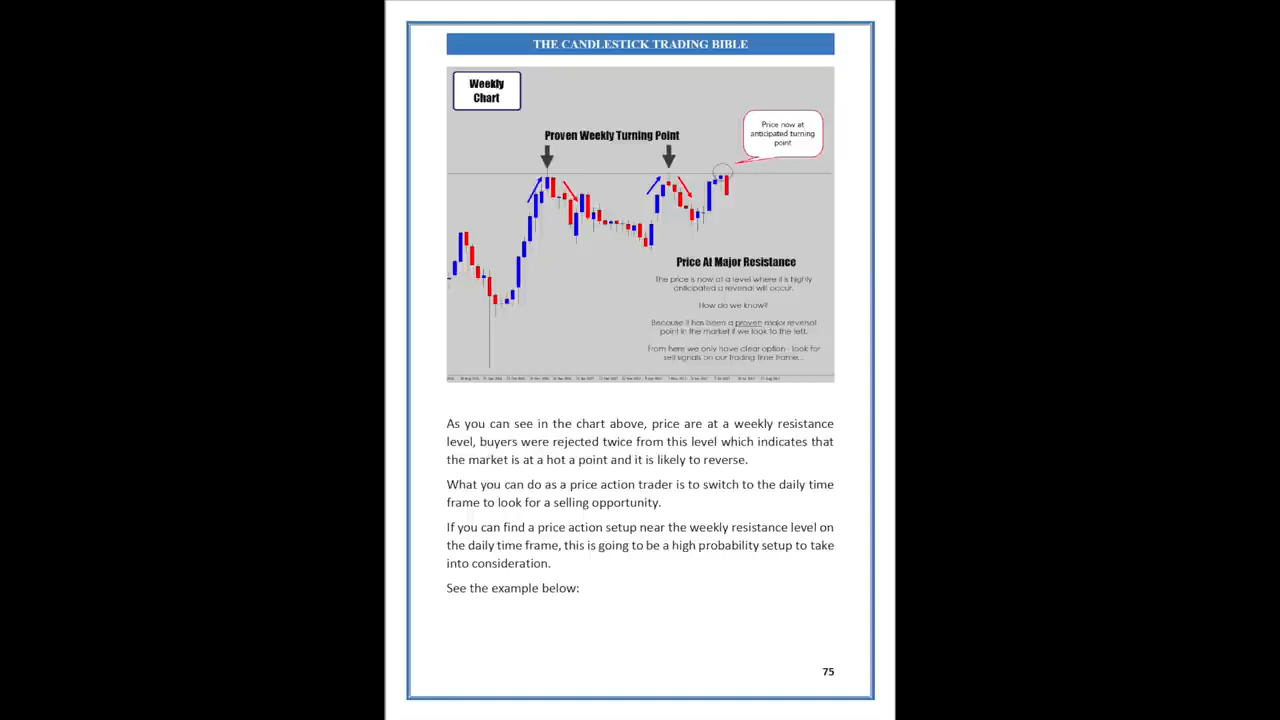 THE CANDLESTICK TRADING BIBLE
Weekly
Chart
Proven Weekly Turning Point
Price now at
anticipated turning
point
Price At Major Resistance
The price is now at a level where it is highly
anticipated a reversal will occur.
How do we know?
Because it has been a proven major reversal
point in the market if we look to the left.
From here we only have clear option - look for
sell signals on our trading time frame...
As you can see in the chart above, price are at a weekly resistance
level, buyers were rejected twice from this level which indicates that
the market is at a hot a point and it is likely to reverse.
What you can do as a price action trader is to switch to the daily time
frame to look for a selling opportunity.
If you can find a price action setup near the weekly resistance level on
the daily time frame, this is going to be a high probability setup to take
into consideration.
See the example below:
75